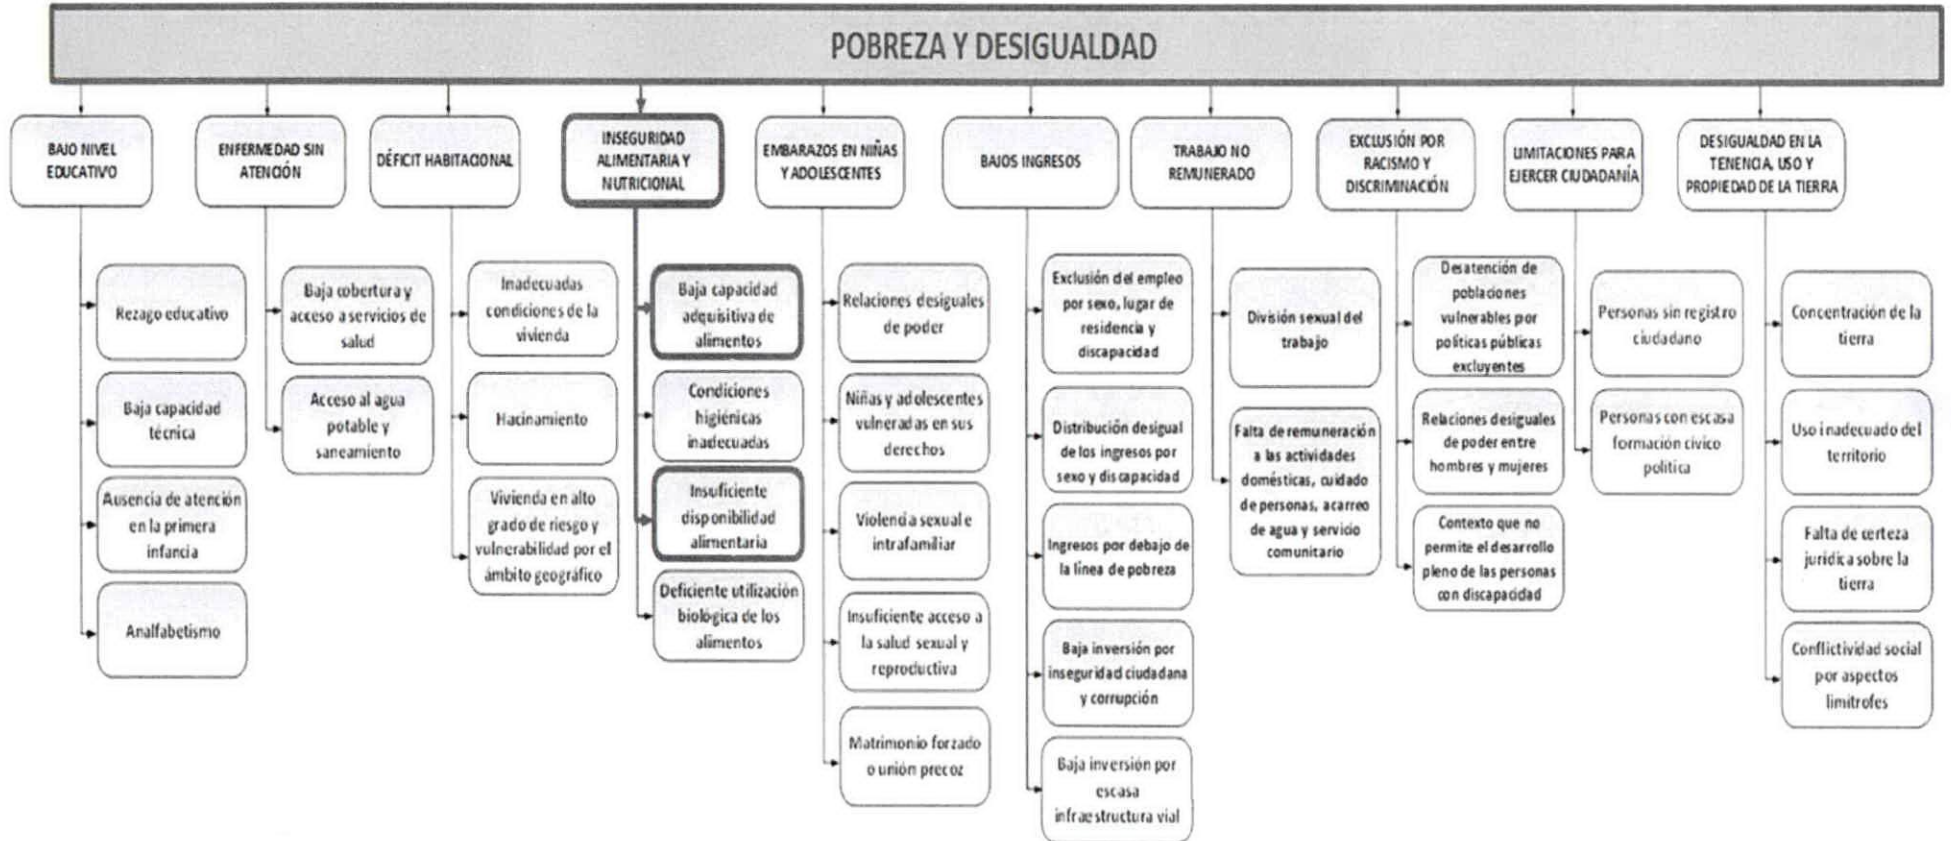 POBREZA Y DESIGUALDAD
BAJO NIVEL
EDUCATIVO
ENFERMEDAD SIN
ATENCIÓN
DÉFICIT HABITACIONAL
INSEGURIDAD
ALIMENTARIA Y
NUTRICIONAL
EMBARAZOS EN NIÑAS
Y ADOLESCENTES
BAJOS INGRESOS
TRABAJO NO
REMUNERADO
EXCLUSIÓN POR
RACISMO Y
DISCRIMINACIÓN
LIMITACIONES PARA
EJERCER CIUDADANÍA
DESIGUALDAD EN LA
TENENCIA, USO Y
PROPIEDAD DE LA TIERRA
Rezago educativo
Baja capacidad
técnica
Ausencia de atención
en la primera
infancia
Analfabetismo
Baja cobertura y
acceso a servicios de
salud
Acceso al agua
potable y
saneamiento
Inadecuadas
condiciones de la
vivienda
Hacinamiento
Vivienda en alto
grado de riesgo y
vulnerabilidad por el
ámbito geográfico
Baja capacidad
adquisitiva de
alimentos
Condiciones
higiénicas
inadecuadas
Insuficiente
disponibilidad
alimentaria
Deficiente utilización
biológica de los
alimentos
Relaciones desiguales
de poder
Niñas y adolescentes
vulneradas en sus
derechos
Violencia sexual e
intrafamiliar
Insuficiente acceso a
la salud sexual y
reproductiva
Matrimonio forzado
o unión precoz
Exclusión del empleo
por sexo, lugar de
residencia y
discapacidad
Distribución desigual
de los ingresos por
sexo y discapacidad
Ingresos por debajo de
la línea de pobreza
Baja inversión por
inseguridad ciudadana
y corrupción
Baja inversión por
escasa
infraestructura vial
División sexual del
trabajo
Falta de remuneración
a las actividades
domésticas, cuidado
de personas, acarreo
de agua y servicio
comunitario
Desatención de
poblaciones
vulnerables por
políticas públicas
excluyentes
Relaciones desiguales
de poder entre
hombres y mujeres
Contexto que no
permite el desarrollo
pleno de las personas
con discapacidad
Personas sin registro
ciudadano
Personas con escasa
formación cívico
política
Concentración de la
tierra
Uso inadecuado del
territorio
Falta de certeza
jurídica sobre la
tierra
Conflictividad social
por aspectos
limítrofes